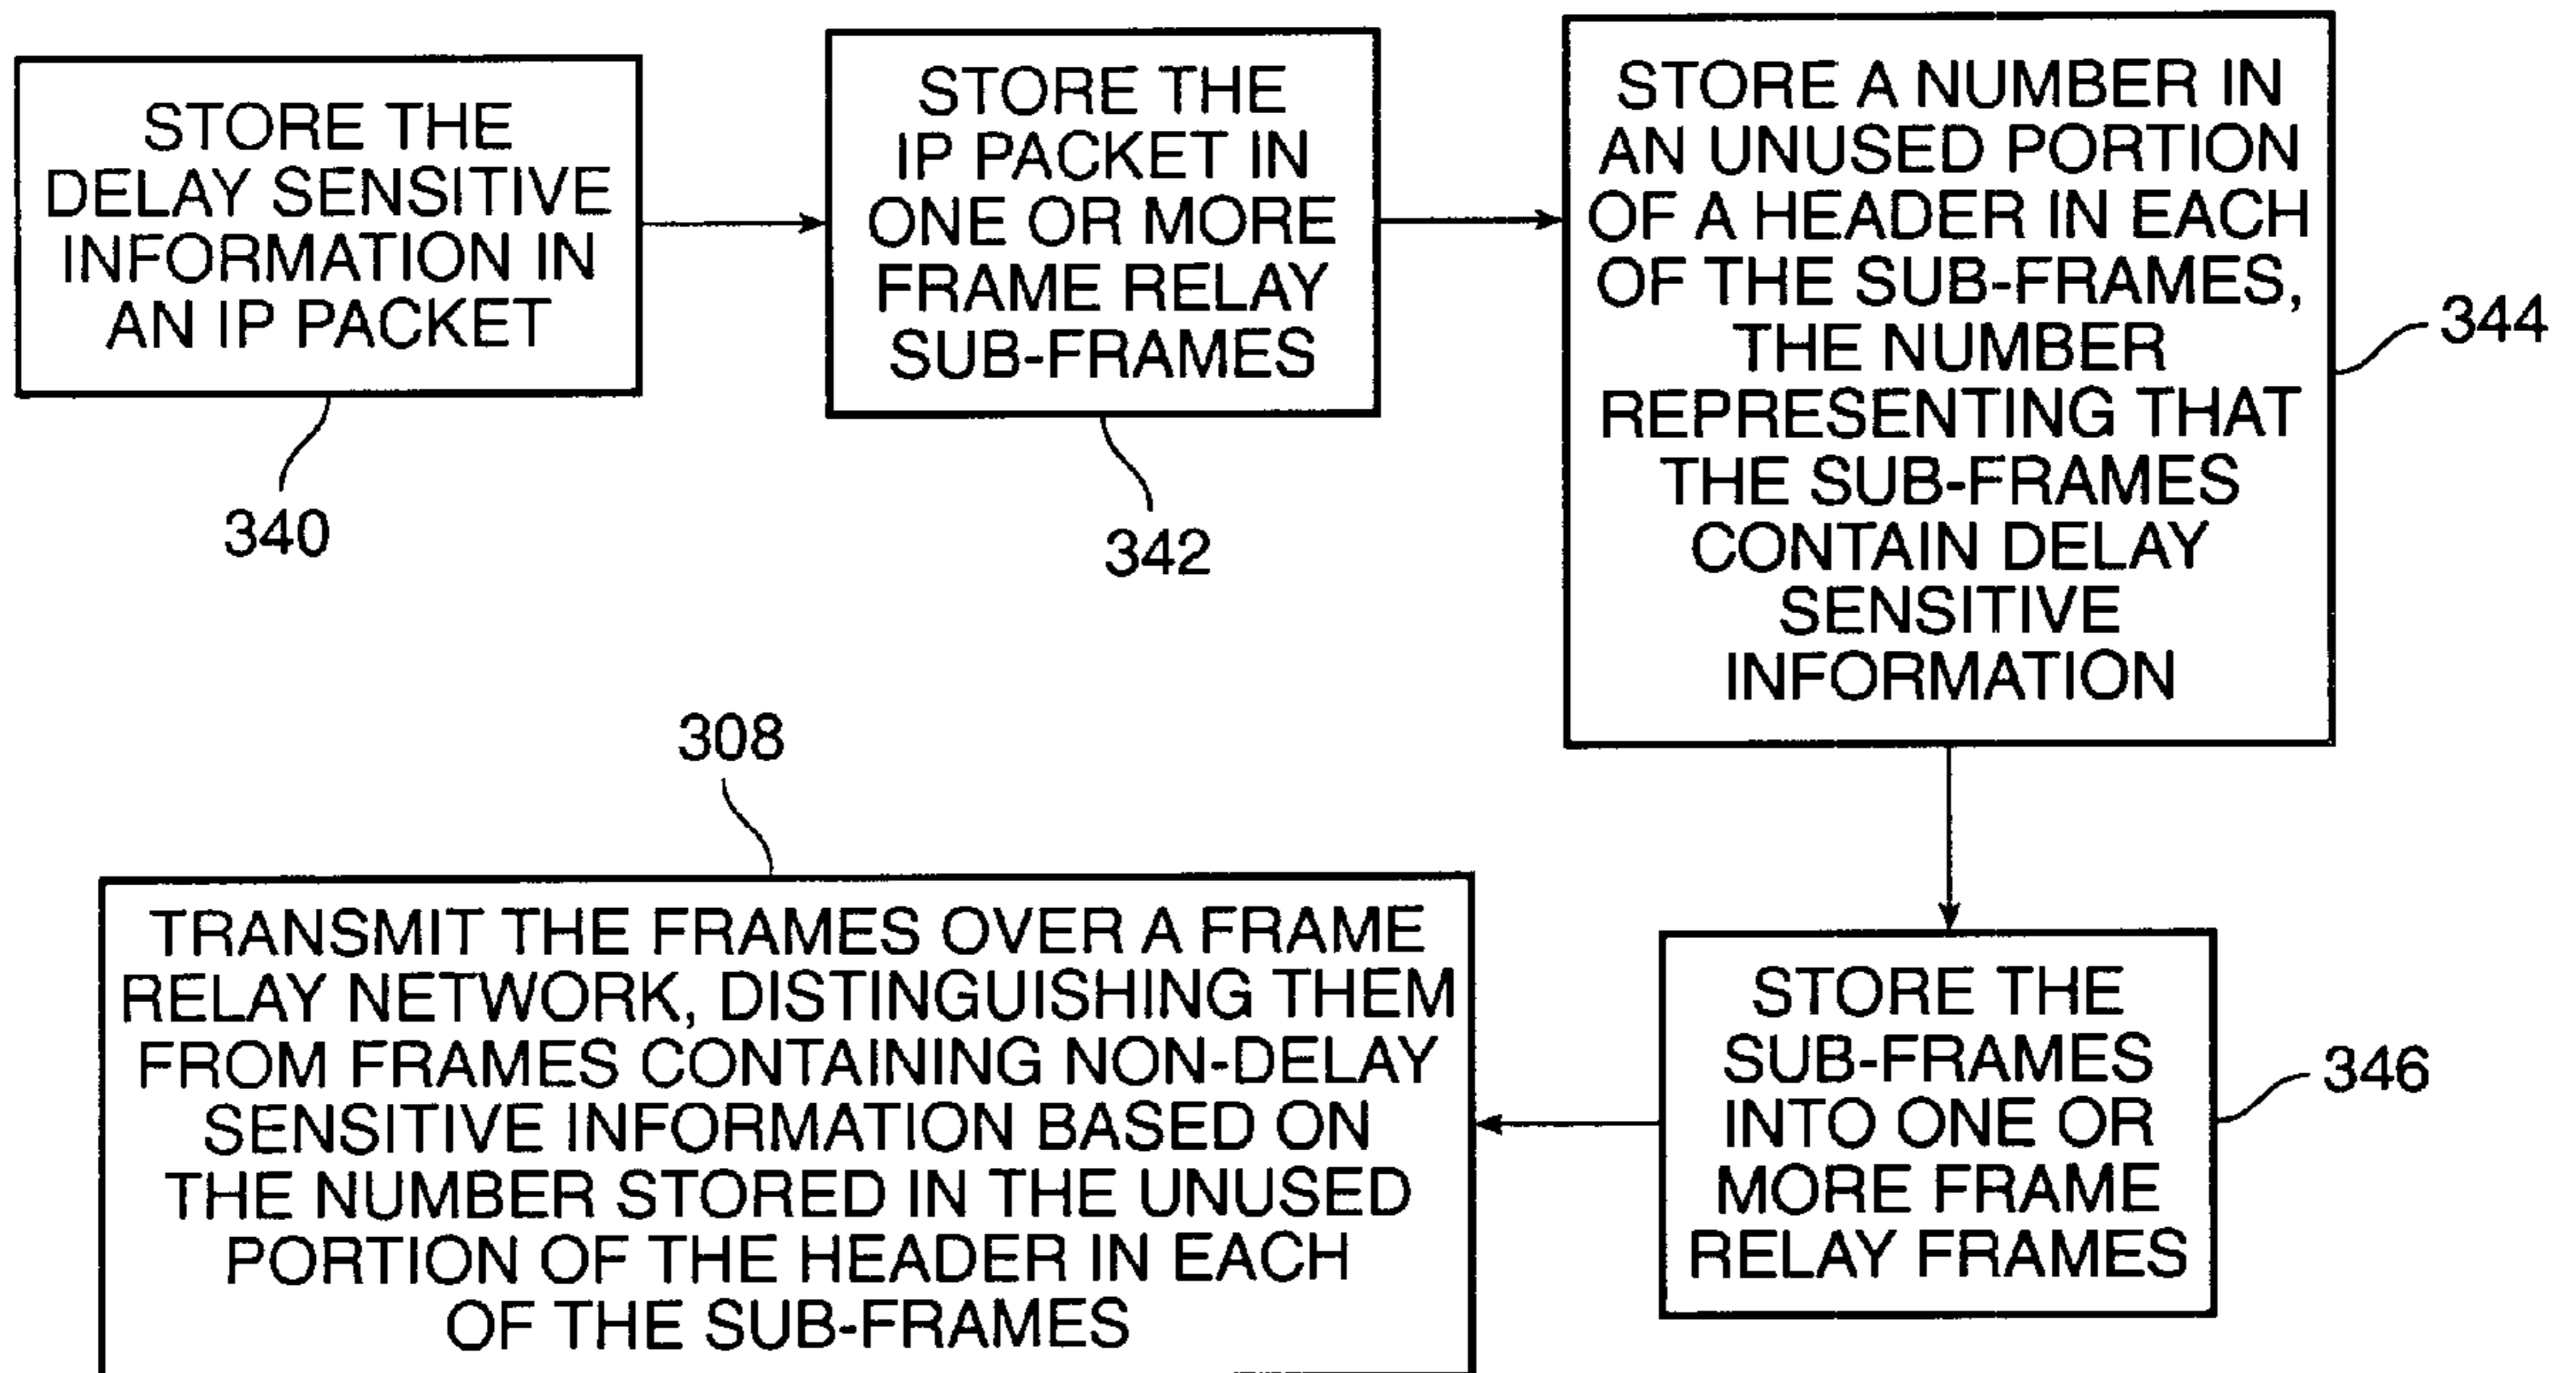 STORE THE
DELAY SENSITIVE
INFORMATION IN
AN IP PACKET
340
STORE THE
IP PACKET IN
ONE OR MORE
FRAME RELAY
SUB-FRAMES
342
STORE A NUMBER IN
AN UNUSED PORTION
OF A HEADER IN EACH
OF THE SUB-FRAMES,
THE NUMBER
REPRESENTING THAT
THE SUB-FRAMES
CONTAIN DELAY
SENSITIVE
INFORMATION
344
STORE THE
SUB-FRAMES
INTO ONE OR
MORE FRAME
RELAY FRAMES
346
308
TRANSMIT THE FRAMES OVER A FRAME
RELAY NETWORK, DISTINGUISHING THEM
FROM FRAMES CONTAINING NON-DELAY
SENSITIVE INFORMATION BASED ON
THE NUMBER STORED IN THE UNUSED
PORTION OF THE HEADER IN EACH
OF THE SUB-FRAMES